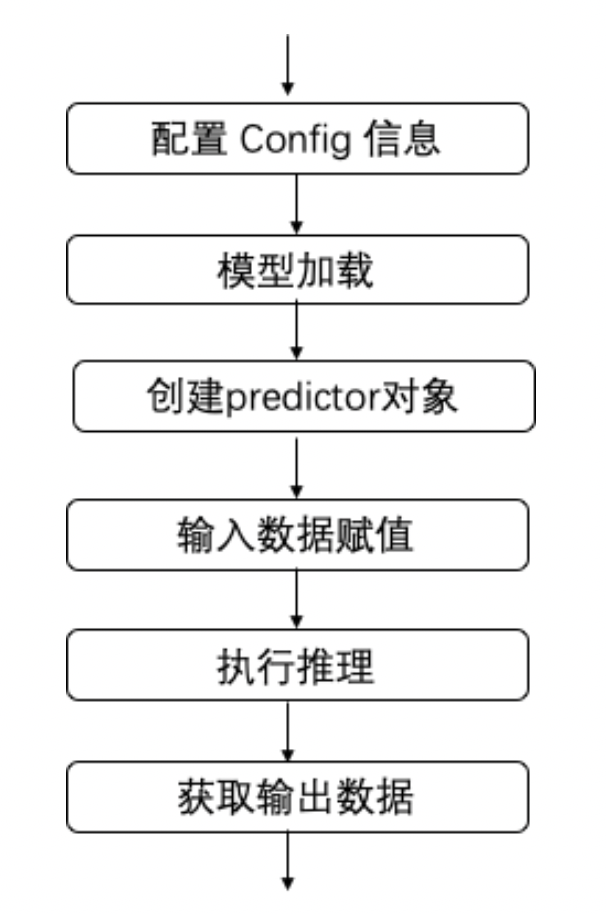 配置 Config 信息
模型加载
创建predictor对象
输入数据赋值
执行推理
获取输出数据